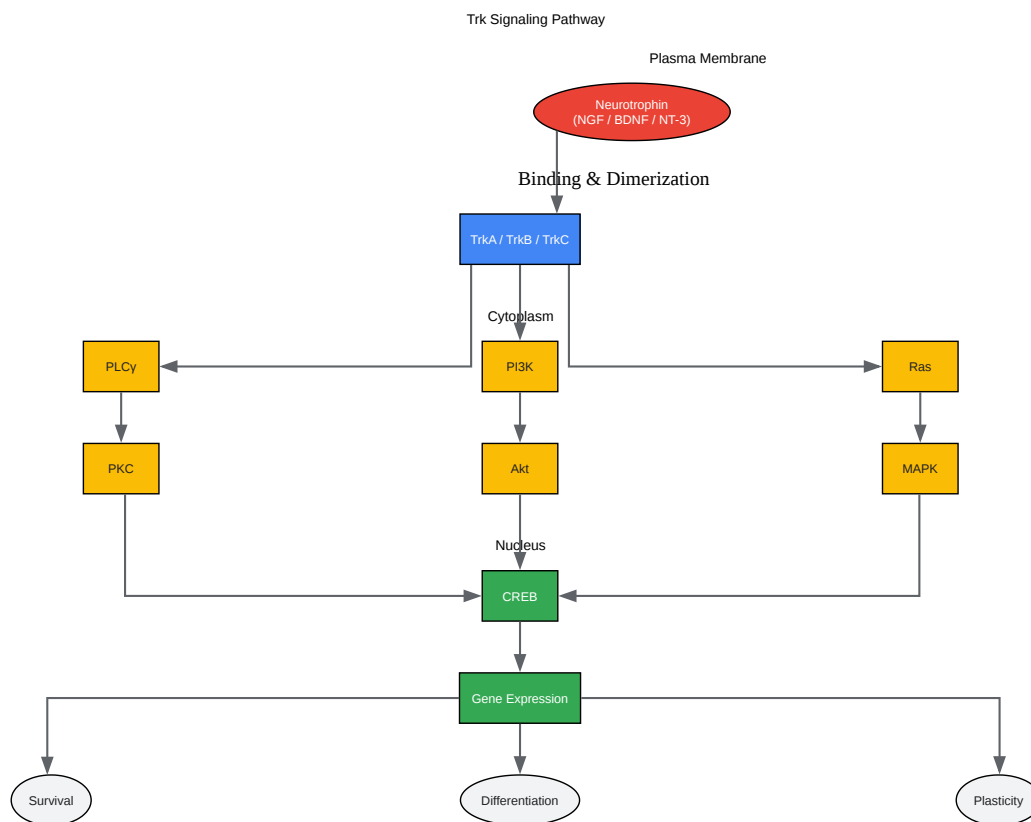 Trk Signaling Pathway
Plasma Membrane
Neurotrophin
(NGF / BDNF / NT-3)
Binding & Dimerization
TrkA / TrkB / TrkC
Cytoplasm
PLCγ
PI3K
Ras
PKC
Akt
MAPK
Nucleus
CREB
Gene Expression
Survival
Differentiation
Plasticity